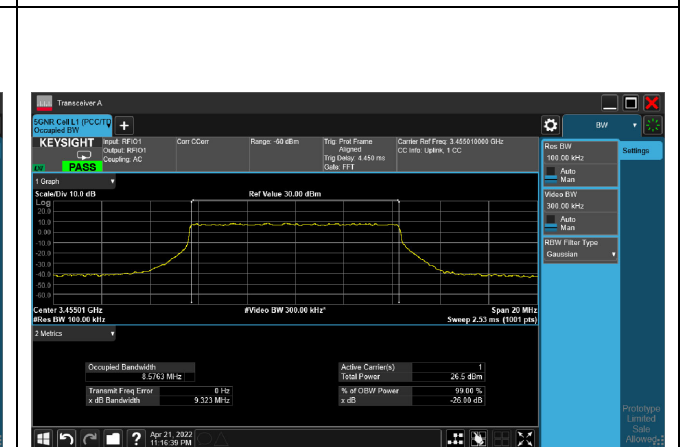 Transceiver A
5GNR Cell L1 (PCC/TD
Occupied BW
BW
KEYSIGHT
PASS
Input: RFIO1
Output: RFIO1
Coupling: AC
Corr CCorr
Range: -60 dBm
Trig: Prot Frame
Aligned
Trig Delay: 4.450 ms
Gate: FFT
Carrier Ref Freq: 3.455010000 GHz
CC Info: Uplink, 1 CC
Res BW
100.00 kHz
Auto
Man
Settings
Video BW
300.00 kHz
Auto
Man
RBW Filter Type
Gaussian
1 Graph
Scale/Div 10.0 dB
Ref Value 30.00 dBm
Log
20.0
10.0
0.00
-10.0
-20.0
-30.0
-40.0
-50.0
-60.0
Center 3.45501 GHz
#Video BW 300.00 kHz*
Span 20 MHz
#Res BW 100.00 kHz
Sweep 2.53 ms (1001 pts)
2 Metrics
Occupied Bandwidth
8.5763 MHz
Transmit Freq Error
0 Hz
x dB Bandwidth
9.323 MHz
Active Carrier(s)
1
Total Power
26.5 dBm
% of OBW Power
99.00 %
x dB
-26.00 dB
Apr 21, 2022
11:16:39 PM
Prototype
Limited
Sale
Allowed